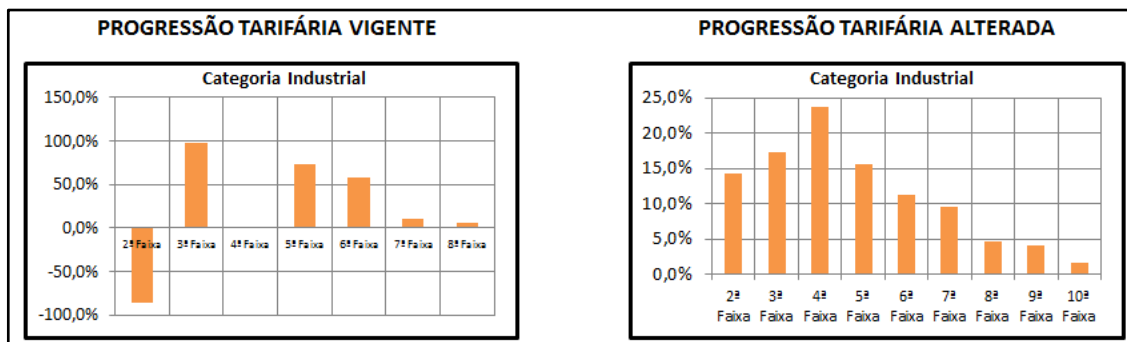 PROGRESSÃO TARIFÁRIA VIGENTE
Categoria Industrial
150,0%
100,0%
50,0%
0,0%
-50,0%
-100,0%
2ª Faixa 3ª Faixa 4ª Faixa 5ª Faixa 6ª Faixa 7ª Faixa 8ª Faixa
PROGRESSÃO TARIFÁRIA ALTERADA
Categoria Industrial
25,0%
20,0%
15,0%
10,0%
5,0%
0,0%
2ª 3ª 4ª 5ª 6ª 7ª 8ª 9ª 10ª
Faixa Faixa Faixa Faixa Faixa Faixa Faixa Faixa Faixa